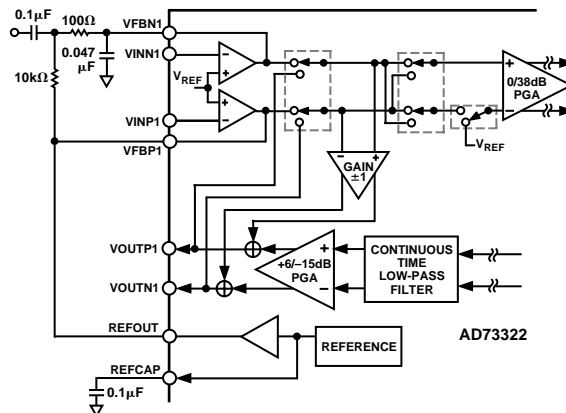 0.1µF
100Ω
VFBN1
VINN1
0.047
µF
10kΩ
VREF
VINP1
VFBP1
0/38dB
PGA
VREF
GAIN
±1
VOUTP1
VOUTN1
+6/–15dB
PGA
CONTINUOUS
TIME
LOW-PASS
FILTER
REFOUT
REFERENCE
AD73322
REFCAP
0.1µF